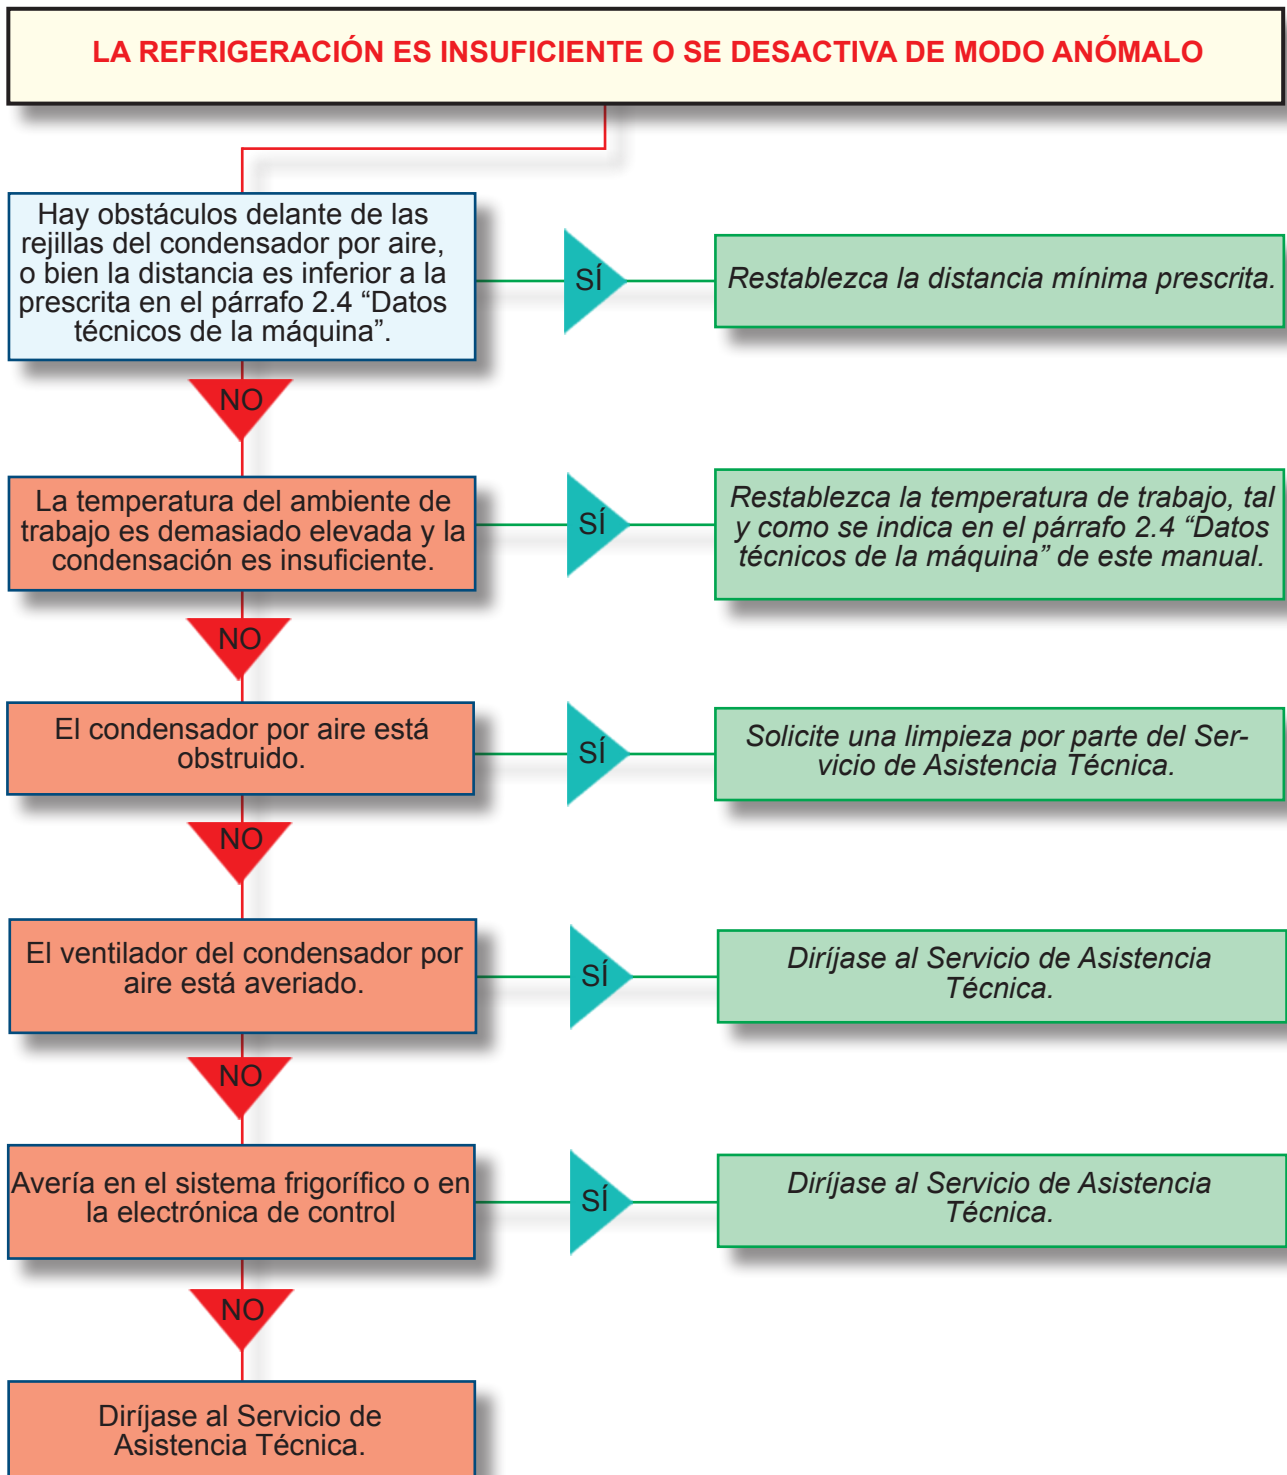 LA REFRIGERACIÓN ES INSUFICIENTE O SE DESACTIVA DE MODO ANÓMALO
Hay obstáculos delante de las
rejillas del condensador por aire,
o bien la distancia es inferior a la
prescrita en el párrafo 2.4 “Datos
técnicos de la máquina”.
SÍ
Restablezca la distancia mínima prescrita.
NO
La temperatura del ambiente de
trabajo es demasiado elevada y la
condensación es insuficiente.
SÍ
Restablezca la temperatura de trabajo, tal
y como se indica en el párrafo 2.4 “Datos
técnicos de la máquina” de este manual.
NO
El condensador por aire está
obstruido.
SÍ
Solicite una limpieza por parte del Ser-
vicio de Asistencia Técnica.
NO
El ventilador del condensador por
aire está averiado.
SÍ
Diríjase al Servicio de Asistencia
Técnica.
NO
Avería en el sistema frigorífico o en
la electrónica de control
SÍ
Diríjase al Servicio de Asistencia
Técnica.
NO
Diríjase al Servicio de
Asistencia Técnica.